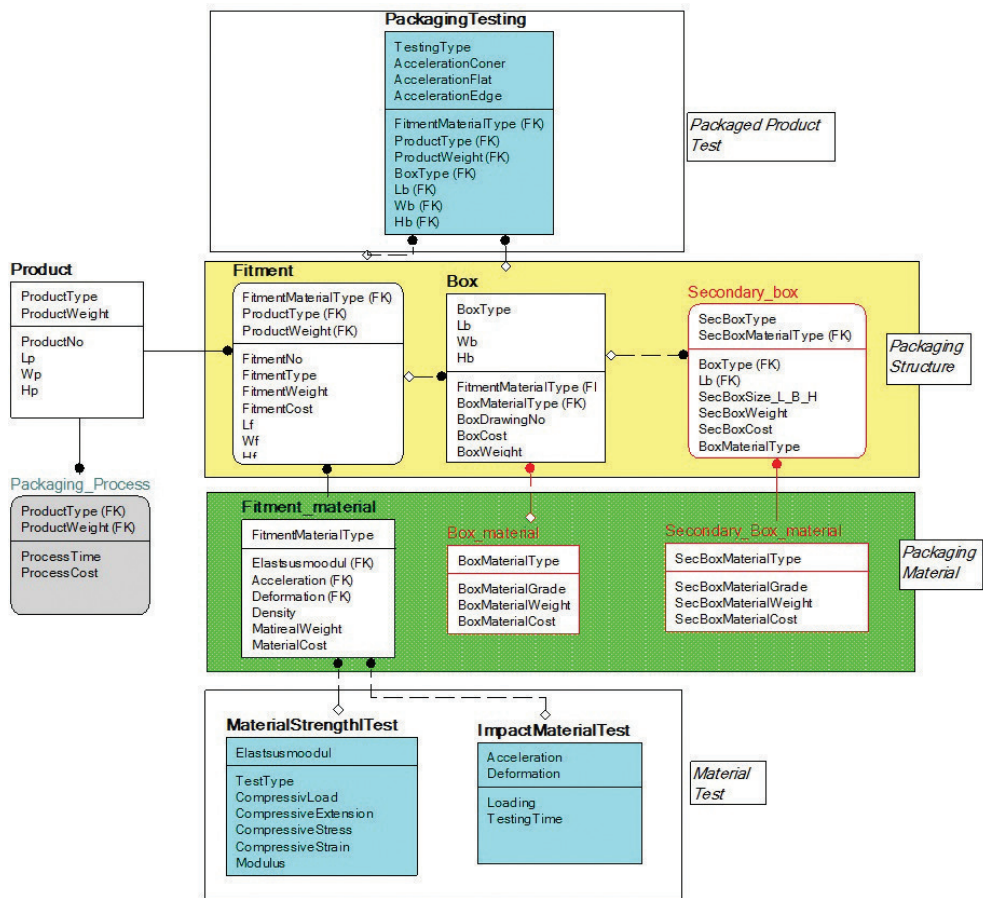 PackagingTesting
TestingType
AccelerationConer
AccelerationFlat
AccelerationEdge
FitmentMaterialType (FK)
ProductType (FK)
ProductWeight (FK)
BoxType (FK)
Lb (FK)
Wb (FK)
Hb (FK)
Packaged Product
Test
Product
ProductType
ProductWeight
ProductNo
Lp
Wp
Hp
Fitment
FitmentMaterialType (FK)
ProductType (FK)
ProductWeight (FK)
FitmentNo
FitmentType
FitmentWeight
FitmentCost
Lf
Wf
Hf
Box
BoxType
Lb
Wb
Hb
FitmentMaterialType (F
BoxMaterialType (FK)
BoxDrawingNo
BoxCost
BoxWeight
Secondary_box
SecBoxType
SecBoxMaterialType (FK)
BoxType (FK)
Lb (FK)
SecBoxSize_L_B_H
SecBoxWeight
SecBoxCost
BoxMaterialType
Packaging
Structure
Packaging_Process
ProductType (FK)
ProductWeight (FK)
ProcessTime
ProcessCost
Fitment_material
FitmentMaterialType
Elastsusmoodul (FK)
Acceleration (FK)
Deformation (FK)
Density
MatirealWeight
MaterialCost
Box_material
BoxMaterialType
BoxMaterialGrade
BoxMaterialWeight
BoxMaterialCost
Secondary_Box_material
SecBoxMaterialType
SecBoxMaterialGrade
SecBoxMaterialWeight
SecBoxMaterialCost
Packaging
Material
MaterialStrenghlTest
Elastsusmoodul
TestType
CompressivLoad
CompressiveExtension
CompressiveStress
CompressiveStrain
Modulus
ImpactMaterialTest
Acceleration
Deformation
Loading
TestingTime
Material
Test